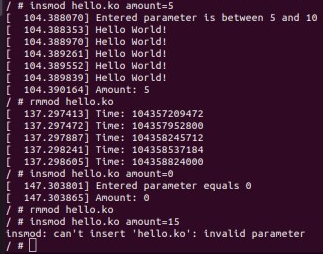 / # insmod hello.ko amount=5
[  104.388070] Entered parameter is between 5 and 10
[  104.388353] Hello World!
[  104.388970] Hello World!
[  104.389261] Hello World!
[  104.389552] Hello World!
[  104.389839] Hello World!
[  104.390164] Amount: 5
/ # rmmod hello.ko
[  137.297413] Time: 104357209472
[  137.297472] Time: 104357952800
[  137.297887] Time: 104358245712
[  137.298241] Time: 104358537184
[  137.298605] Time: 104358824000
/ # insmod hello.ko amount=0
[  147.303801] Entered parameter equals 0
[  147.303865] Amount: 0
/ # rmmod hello.ko
/ # insmod hello.ko amount=15
insmod: can't insert 'hello.ko': invalid parameter
/ #